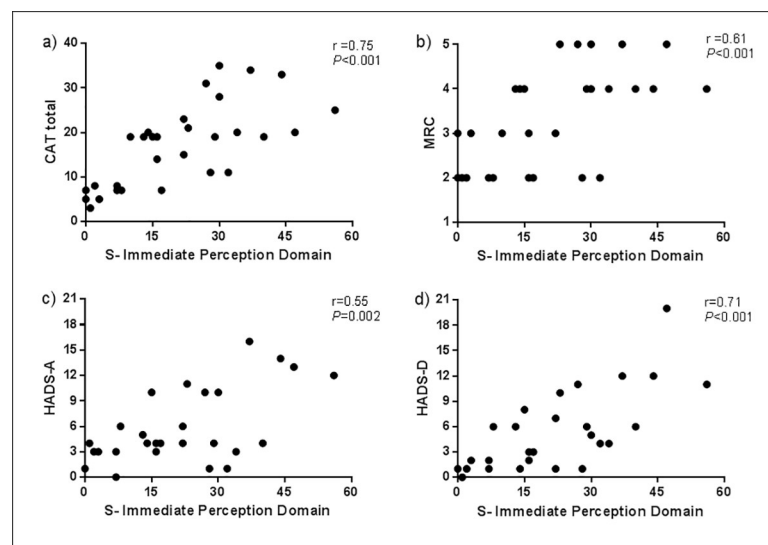 a)
r =0.75
P<0.001
CAT total
40
30
20
10
0
0 15 30 45 60
S- Immediate Perception Domain
b)
r=0.61
P<0.001
MRC
5
4
3
2
1
0 15 30 45 60
S- Immediate Perception Domain
c)
r=0.55
P=0.002
HADS-A
21
18
15
12
9
6
3
0
0 15 30 45 60
S- Immediate Perception Domain
d)
r=0.71
P<0.001
HADS-D
21
18
15
12
9
6
3
0
0 15 30 45 60
S- Immediate Perception Domain